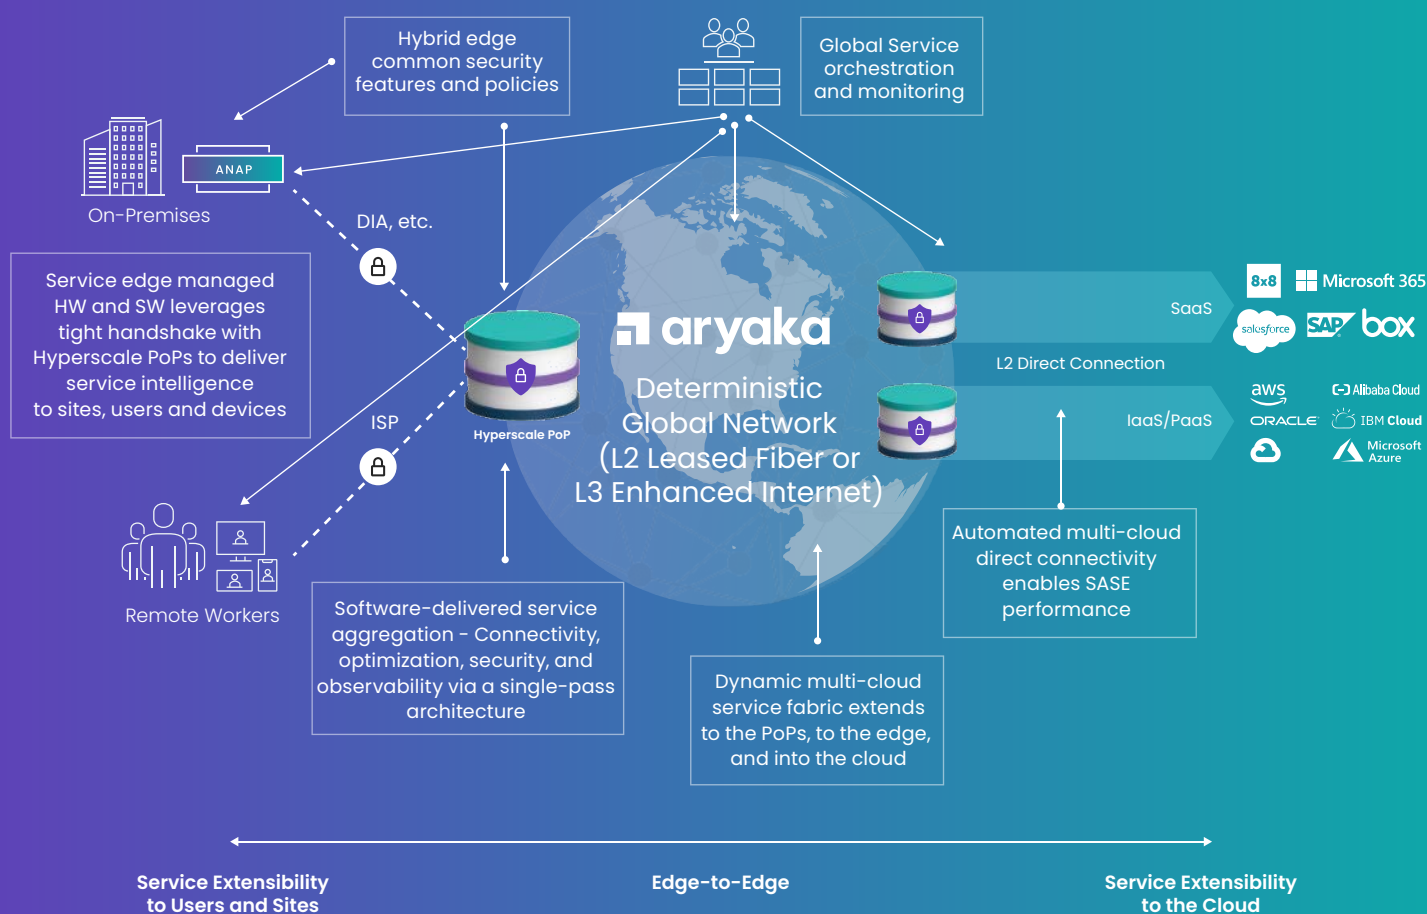 Hybrid edge
common security
features and policies
Global Service
orchestration
and monitoring
ANAP
On-Premises
DIA, etc.
Service edge managed
HW and SW leverages
tight handshake with
Hyperscale PoPs to deliver
service intelligence
to sites, users and devices
ISP
Hyperscale PoP
Remote Workers
aryaka
Deterministic
Global Network
(L2 Leased Fiber or
L3 Enhanced Internet)
SaaS
L2 Direct Connection
IaaS/PaaS
8x8
Microsoft 365
salesforce
SAP
box
aws
Alibaba Cloud
ORACLE
IBM Cloud
Microsoft
Azure
Automated multi-cloud
direct connectivity
enables SASE
performance
Software-delivered service
aggregation - Connectivity,
optimization, security, and
observability via a single-pass
architecture
Dynamic multi-cloud
service fabric extends
to the PoPs, to the edge,
and into the cloud
Service Extensibility
to Users and Sites
Edge-to-Edge
Service Extensibility
to the Cloud